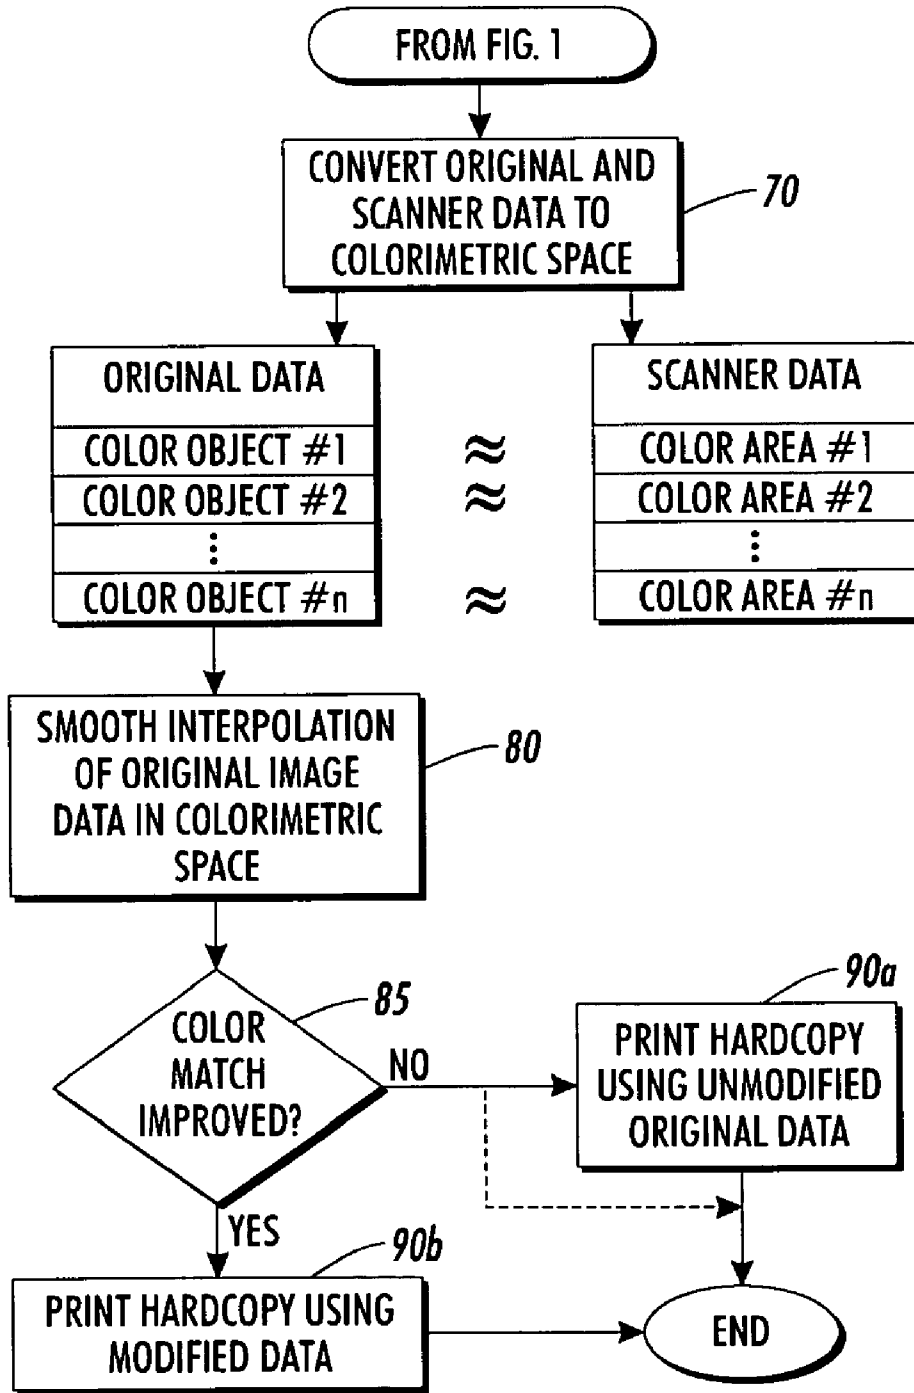 FROM FIG. 1
CONVERT ORIGINAL AND
SCANNER DATA TO
COLORIMETRIC SPACE
70
ORIGINAL DATA
COLOR OBJECT #1
COLOR OBJECT #2
⋮
COLOR OBJECT #n
≈
≈
≈
SCANNER DATA
COLOR AREA #1
COLOR AREA #2
⋮
COLOR AREA #n
SMOOTH INTERPOLATION
OF ORIGINAL IMAGE
DATA IN COLORIMETRIC
SPACE
80
COLOR
MATCH
IMPROVED?
85
NO
90a
PRINT HARDCOPY
USING UNMODIFIED
ORIGINAL DATA
YES
90b
PRINT HARDCOPY USING
MODIFIED DATA
END